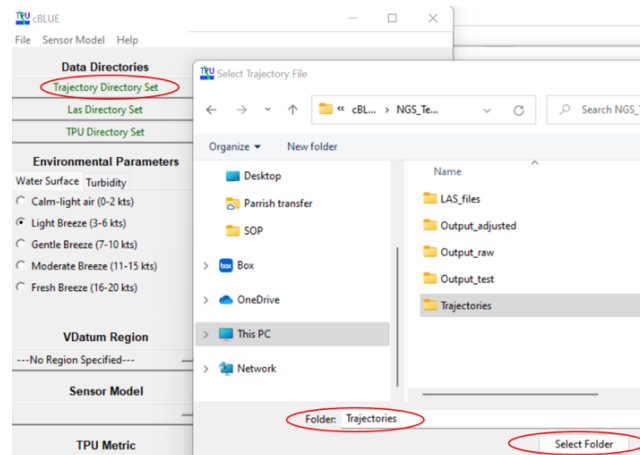 TPU cBLUE
File Sensor Model Help
Data Directories
Trajectory Directory Set
Las Directory Set
TPU Directory Set
Environmental Parameters
Water Surface Turbidity
Calm-light air (0-2 kts)
Light Breeze (3-6 kts)
Gentle Breeze (7-10 kts)
Moderate Breeze (11-15 kts)
Fresh Breeze (16-20 kts)
VDatum Region
---No Region Specified---
Sensor Model
TPU Metric
TPU Select Trajectory File
« cBL... > NGS_Te...
Search NGS_
Organize
New folder
Desktop
Parrish transfer
SOP
box Box
OneDrive
This PC
Network
Name
LAS_files
Output_adjusted
Output_raw
Output_test
Trajectories
Folder: Trajectories
Select Folder